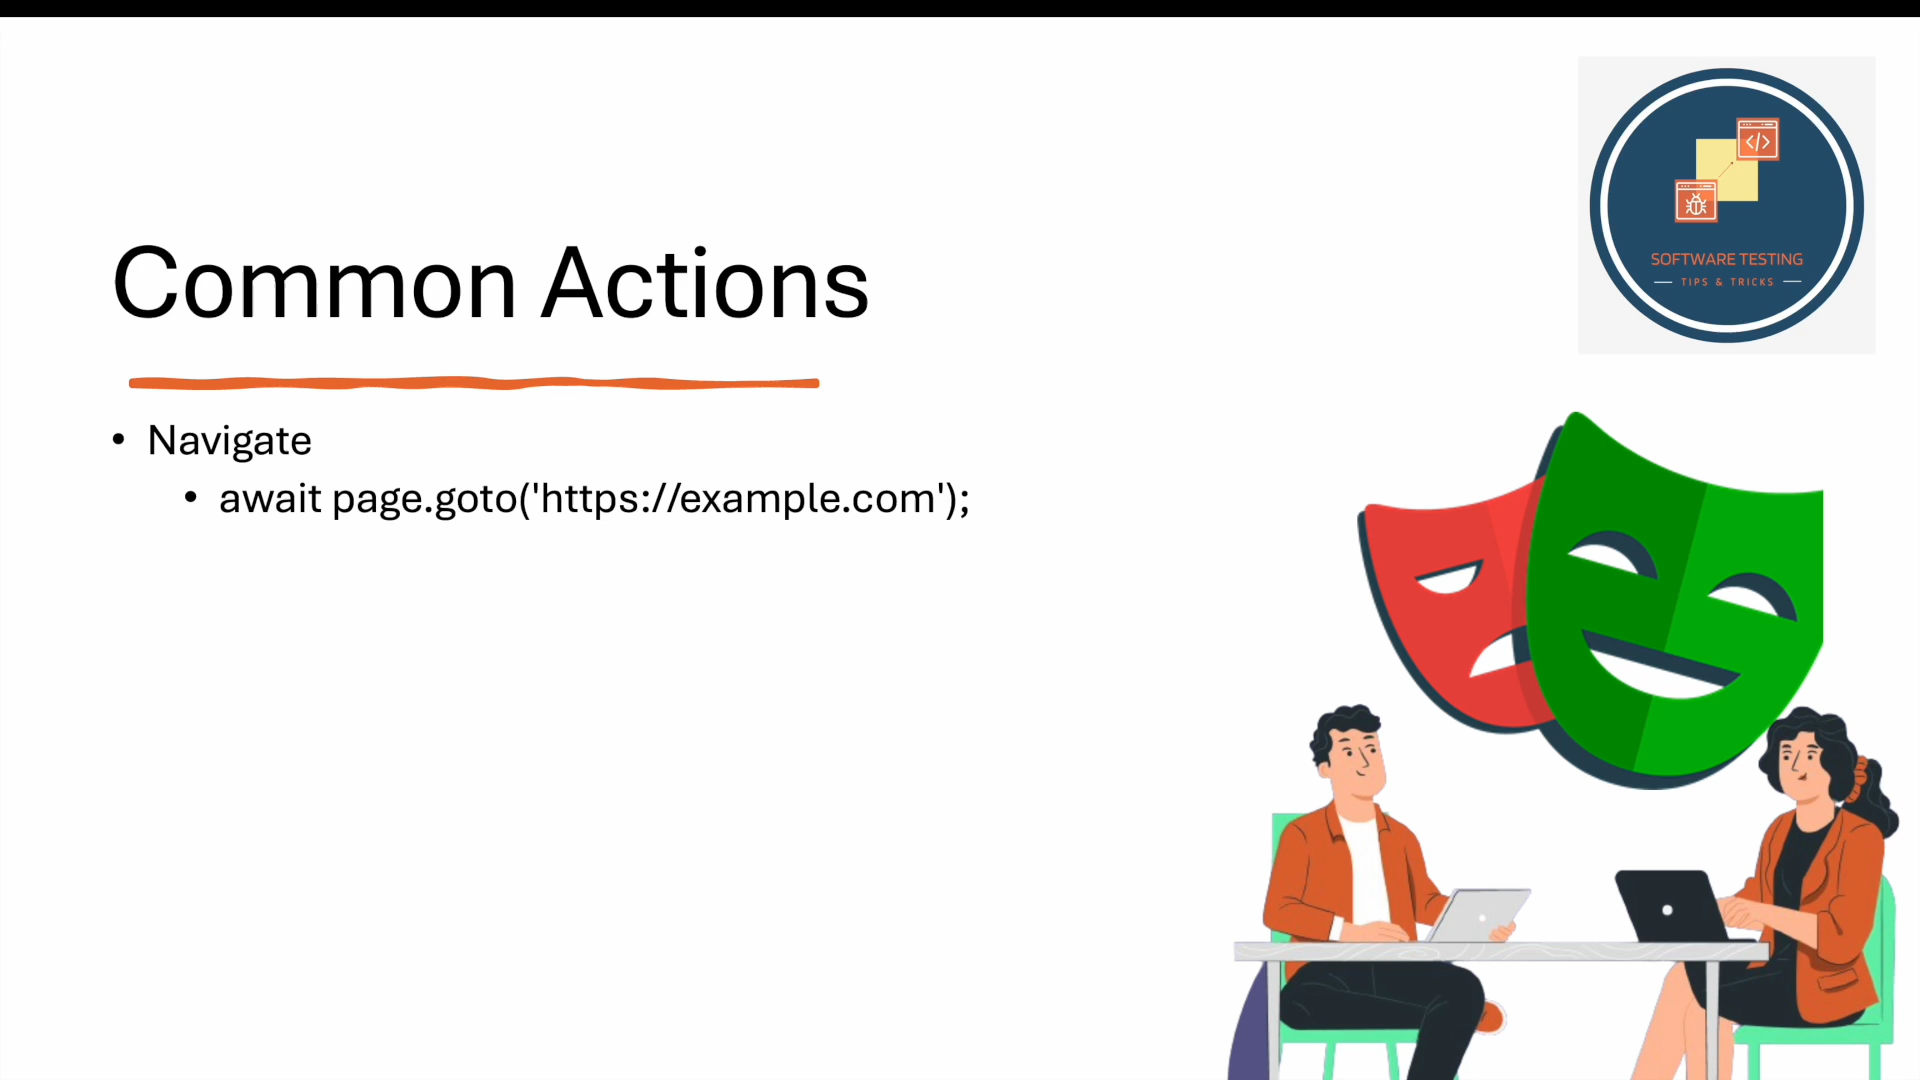 SOFTWARE TESTING
TIPS & TRICKS
Common Actions
• Navigate
• await page.goto('https://example.com');